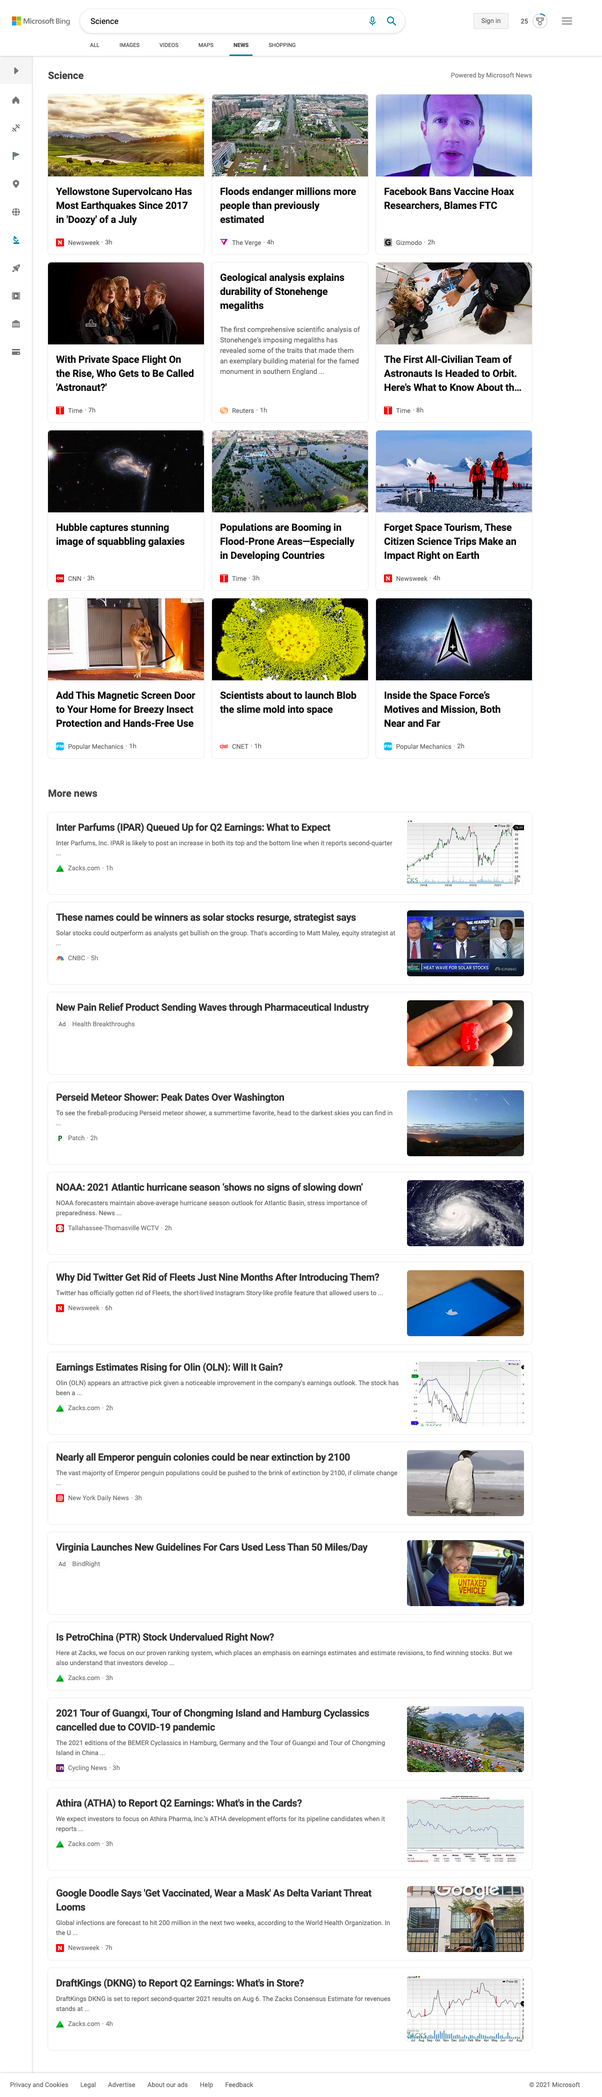 Microsoft Bing
Science
Sign in
25
ALL IMAGES VIDEOS MAPS NEWS SHOPPING
Science
Powered by Microsoft News
Yellowstone Supervolcano Has
Most Earthquakes Since 2017
in 'Doozy' of a July
Newsweek · 3h
Floods endanger millions more
people than previously
estimated
The Verge · 4h
Facebook Bans Vaccine Hoax
Researchers, Blames FTC
Gizmodo · 2h
With Private Space Flight On
the Rise, Who Gets to Be Called
'Astronaut?'
Time · 7h
Geological analysis explains
durability of Stonehenge
megaliths
The first comprehensive scientific analysis of
Stonehenge's imposing megaliths has
revealed some of the traits that made them
an exemplary building material for the famed
monument in southern England ...
Reuters · 1h
The First All-Civilian Team of
Astronauts Is Headed to Orbit.
Here's What to Know About th...
Time · 8h
Hubble captures stunning
image of squabbling galaxies
CNN · 3h
Populations are Booming in
Flood-Prone Areas—Especially
in Developing Countries
Time · 3h
Forget Space Tourism, These
Citizen Science Trips Make an
Impact Right on Earth
Newsweek · 4h
Add This Magnetic Screen Door
to Your Home for Breezy Insect
Protection and Hands-Free Use
Popular Mechanics · 1h
Scientists about to launch Blob
the slime mold into space
CNET · 1h
Inside the Space Force's
Motives and Mission, Both
Near and Far
Popular Mechanics · 2h
More news
Inter Parfums (IPAR) Queued Up for Q2 Earnings: What to Expect
Inter Parfums, Inc. IPAR is likely to post an increase in both its top and the bottom line when it reports second-quarter
...
Zacks.com · 1h
These names could be winners as solar stocks resurge, strategist says
Solar stocks could outperform as analysts get bullish on the group. That's according to Matt Maley, equity strategist at
...
CNBC · 5h
HEAT WAVE FOR SOLAR STOCKS
New Pain Relief Product Sending Waves through Pharmaceutical Industry
Ad Health Breakthroughs
Perseid Meteor Shower: Peak Dates Over Washington
To see the fireball-producing Perseid meteor shower, a summertime favorite, head to the darkest skies you can find in
...
Patch · 2h
NOAA: 2021 Atlantic hurricane season 'shows no signs of slowing down'
NOAA forecasters maintain above-average hurricane season outlook for Atlantic Basin, stress importance of
preparedness. News ...
Tallahassee-Thomasville WCTV · 2h
Why Did Twitter Get Rid of Fleets Just Nine Months After Introducing Them?
Twitter has officially gotten rid of Fleets, the short-lived Instagram Story-like profile feature that allowed users to ...
Newsweek · 6h
Earnings Estimates Rising for Olin (OLN): Will It Gain?
Olin (OLN) appears an attractive pick given a noticeable improvement in the company's earnings outlook. The stock has
been a ...
Zacks.com · 2h
Nearly all Emperor penguin colonies could be near extinction by 2100
The vast majority of Emperor penguin populations could be pushed to the brink of extinction by 2100, if climate change
...
New York Daily News · 3h
Virginia Launches New Guidelines For Cars Used Less Than 50 Miles/Day
Ad BindRight
UNTAXED
VEHICLE
Is PetroChina (PTR) Stock Undervalued Right Now?
Here at Zacks, we focus on our proven ranking system, which places an emphasis on earnings estimates and estimate revisions, to find winning stocks. But we
also understand that investors develop ...
Zacks.com · 3h
2021 Tour of Guangxi, Tour of Chongming Island and Hamburg Cyclassics
cancelled due to COVID-19 pandemic
The 2021 editions of the BEMER Cyclassics in Hamburg, Germany and the Tour of Guangxi and Tour of Chongming
Island in China ...
Cycling News · 3h
Athira (ATHA) to Report Q2 Earnings: What's in the Cards?
We expect investors to focus on Athira Pharma, Inc.'s ATHA development efforts for its pipeline candidates when it
reports ...
Zacks.com · 3h
Google Doodle Says 'Get Vaccinated, Wear a Mask' As Delta Variant Threat
Looms
Global infections are forecast to hit 200 million in the next two weeks, according to the World Health Organization. In
the U ...
Newsweek · 7h
Google
DraftKings (DKNG) to Report Q2 Earnings: What's in Store?
DraftKings DKNG is set to report second-quarter 2021 results on Aug 6. The Zacks Consensus Estimate for revenues
stands at ...
Zacks.com · 4h
Privacy and Cookies Legal Advertise About our ads Help Feedback
© 2021 Microsoft